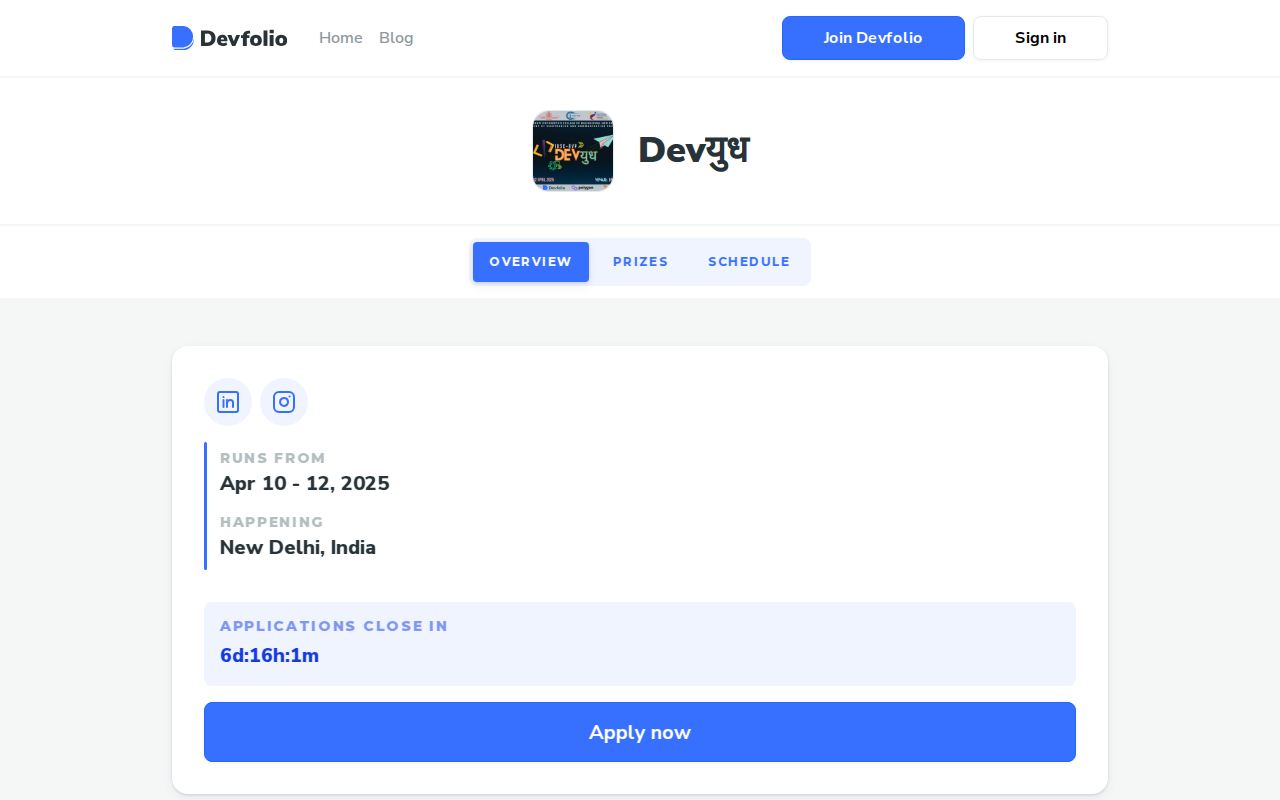 Devfolio
Home
Blog
Join Devfolio
Sign in
DEVयुध
Devयुध
OVERVIEW
PRIZES
SCHEDULE
RUNS FROM
Apr 10 - 12, 2025
HAPPENING
New Delhi, India
APPLICATIONS CLOSE IN
6d:16h:1m
Apply now